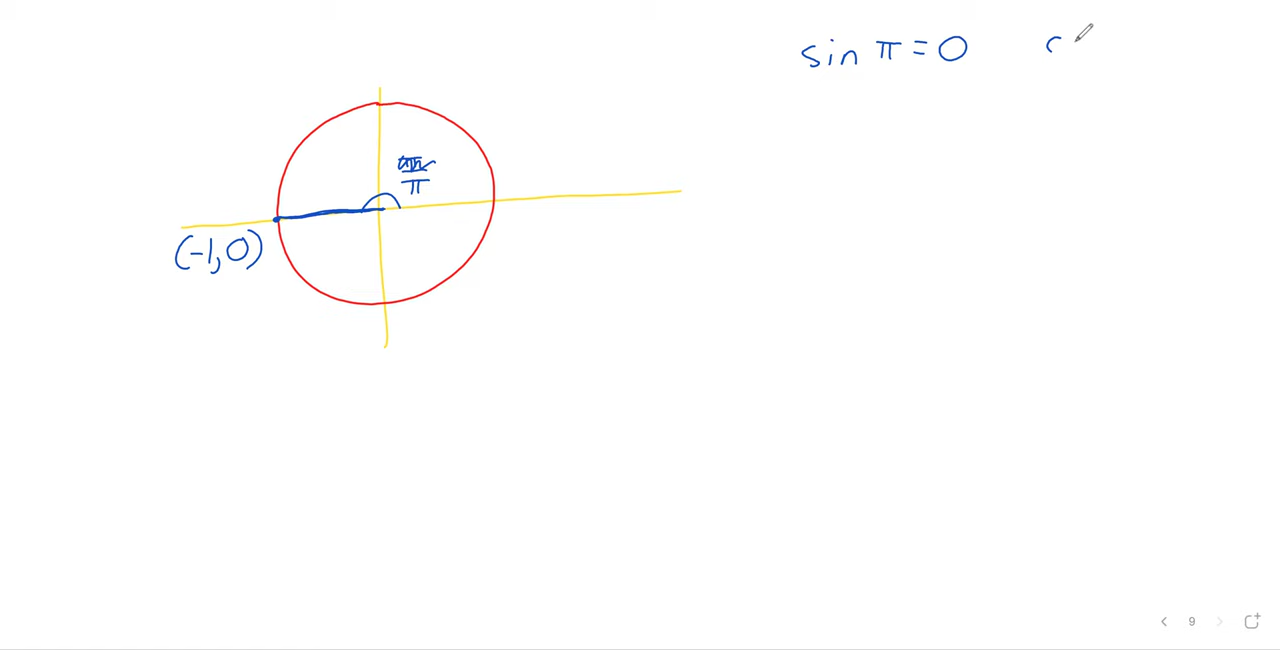 sin π = 0 c
π
(-1,0)
9